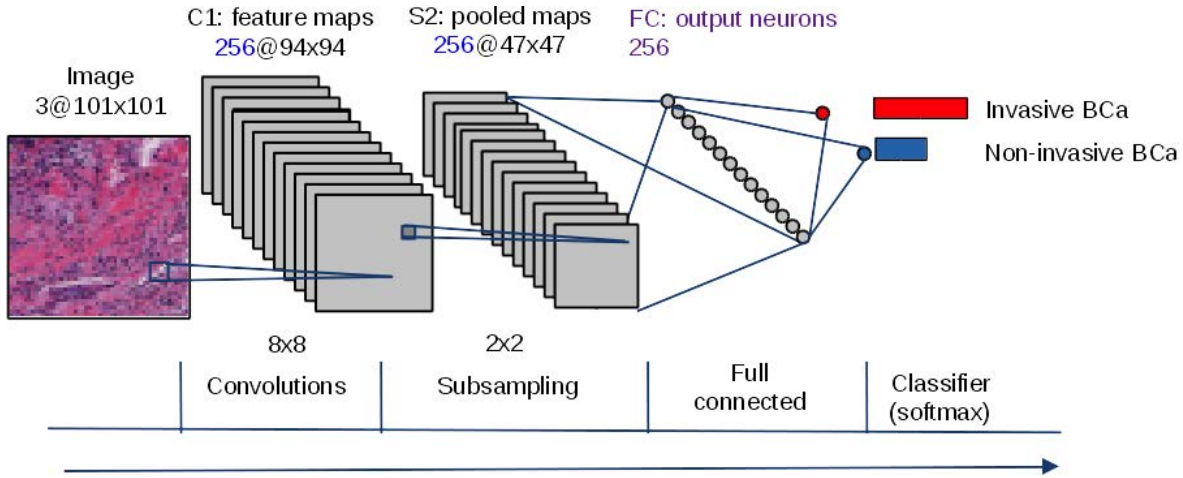 C1: feature maps
256@94x94
S2: pooled maps
256@47x47
FC: output neurons
256
Image
3@101x101
Invasive BCa
Non-invasive BCa
8x8
Convolutions
2x2
Subsampling
Full
connected
Classifier
(softmax)